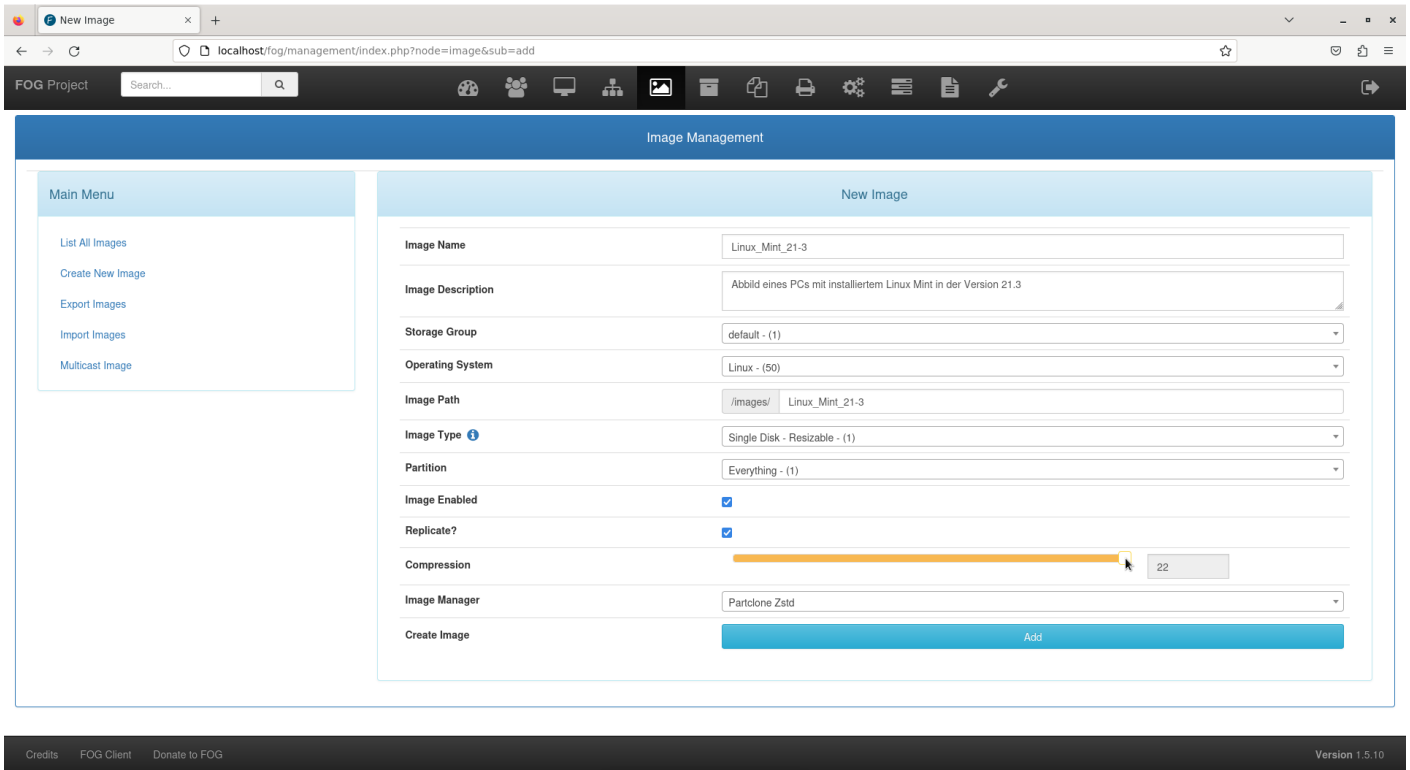 New Image
localhost/fog/management/index.php?node=image&sub=add
FOG Project
Search...
Image Management
Main Menu
List All Images
Create New Image
Export Images
Import Images
Multicast Image
New Image
Image Name
Linux_Mint_21-3
Image Description
Abbild eines PCs mit installiertem Linux Mint in der Version 21.3
Storage Group
default - (1)
Operating System
Linux - (50)
Image Path
/images/ Linux_Mint_21-3
Image Type
Single Disk - Resizable - (1)
Partition
Everything - (1)
Image Enabled
Replicate?
Compression
22
Image Manager
Partclone Zstd
Create Image
Add
Credits FOG Client Donate to FOG Version 1.5.10